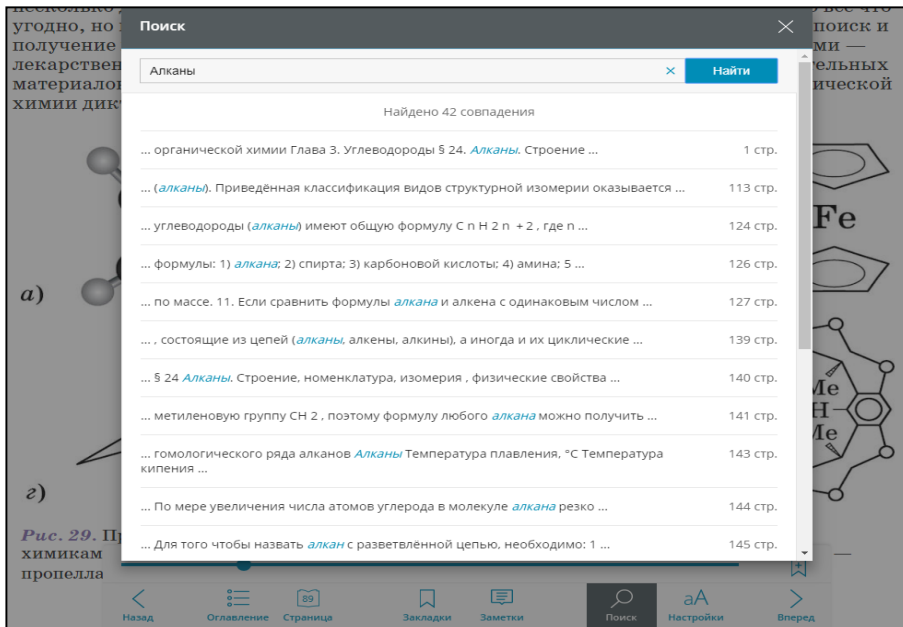 угодно, но
получение
лекарствен
материалов
химии дик
поиск и
ми —
тельных
ической
Поиск
Алканы
Найти
Найдено 42 совпадения
... органической химии Глава 3. Углеводороды § 24. Алканы. Строение ... 1 стр.
... (алканы). Приведённая классификация видов структурной изомерии оказывается ... 113 стр.
... углеводороды (алканы) имеют общую формулу C n H 2 n + 2 , где n ... 124 стр.
... формулы: 1) алкана; 2) спирта; 3) карбоновой кислоты; 4) амина; 5 ... 126 стр.
... по массе. 11. Если сравнить формулы алкана и алкена с одинаковым числом ... 127 стр.
... , состоящие из цепей (алканы, алкены, алкины), а иногда и их циклические ... 139 стр.
... § 24 Алканы. Строение, номенклатура, изомерия , физические свойства ... 140 стр.
... метиленовую группу CH 2 , поэтому формулу любого алкана можно получить ... 141 стр.
... гомологического ряда алканов Алканы Температура плавления, °C Температура
кипения ... 143 стр.
... По мере увеличения числа атомов углерода в молекуле алкана резко ... 144 стр.
... Для того чтобы назвать алкан с разветвлённой цепью, необходимо: 1 ... 145 стр.
а)
г)
Fe
Me
H
Me
Рис. 29. П
химикам —
пропелла
Назад
Оглавление
89
Страница
Закладки
Заметки
Поиск
аА
Настройки
Вперед